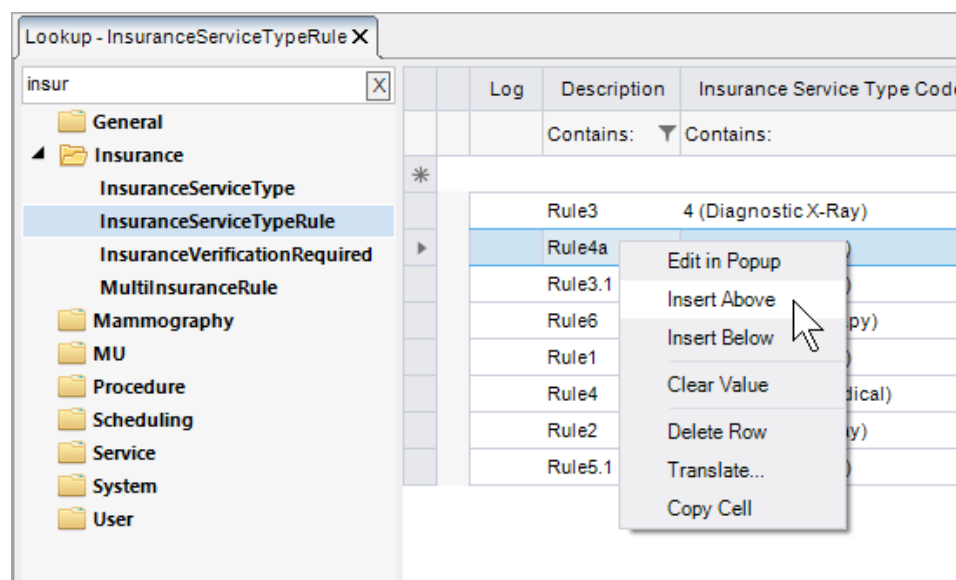 Lookup - InsuranceServiceTypeRule X
insur X
General
Insurance
InsuranceServiceType
InsuranceServiceTypeRule
InsuranceVerificationRequired
MultiInsuranceRule
Mammography
MU
Procedure
Scheduling
Service
System
User
Log Description Insurance Service Type Code
Contains: Contains:
Rule3 4 (Diagnostic X-Ray)
Rule4a )
Rule3.1 )
Rule6 py)
Rule1 )
Rule4 dical)
Rule2 y)
Rule5.1 )
Edit in Popup
Insert Above
Insert Below
Clear Value
Delete Row
Translate...
Copy Cell